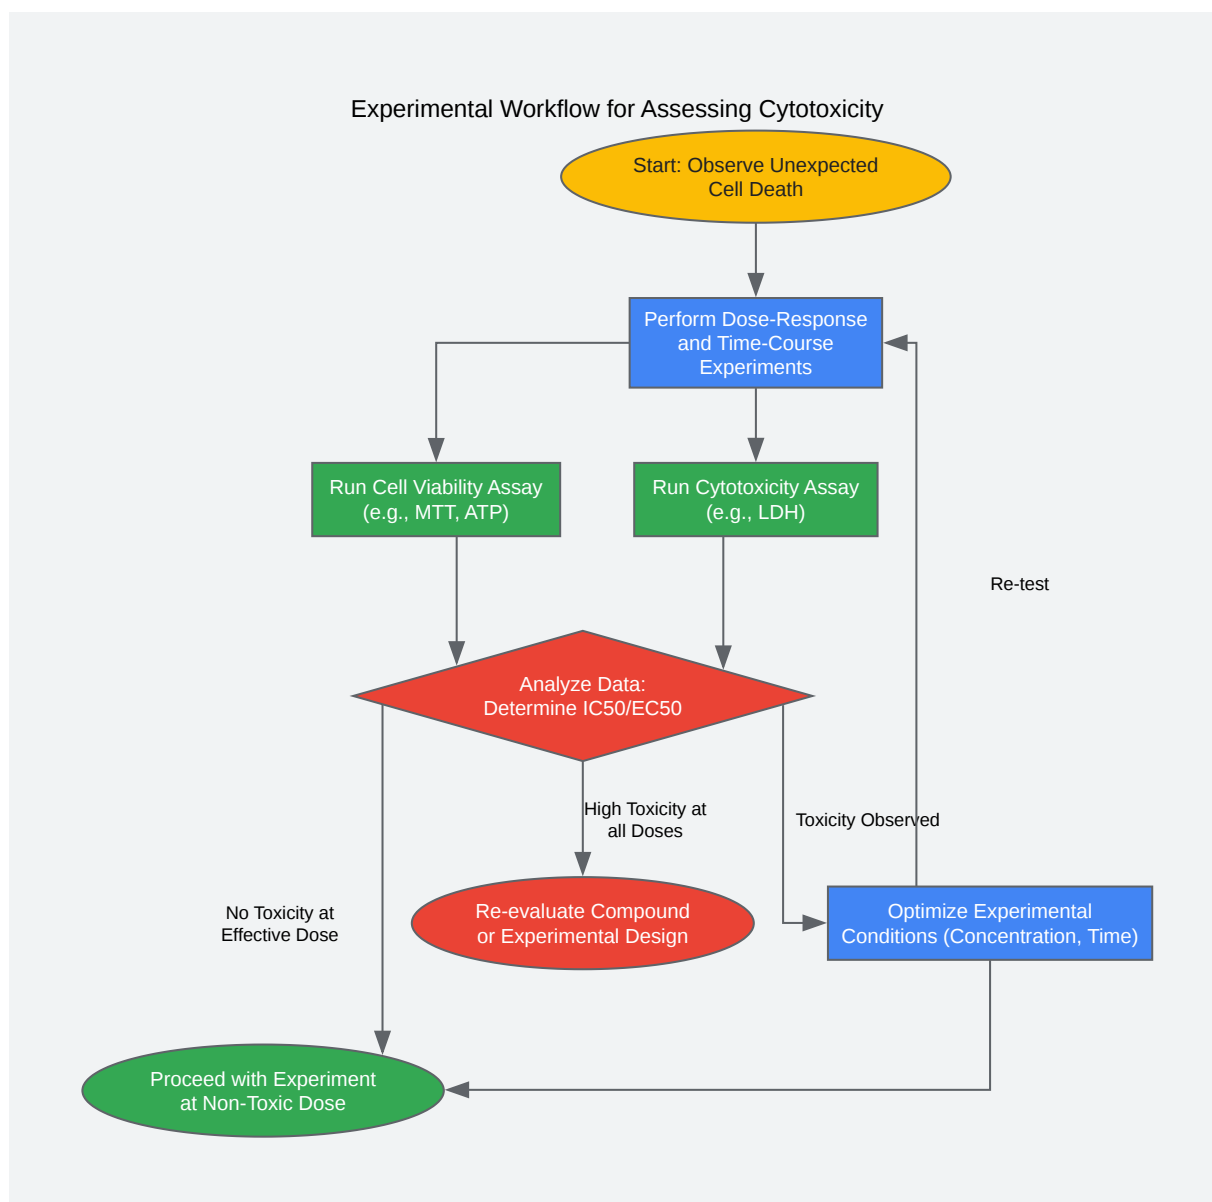 Experimental Workflow for Assessing Cytotoxicity
Start: Observe Unexpected
Cell Death
Perform Dose-Response
and Time-Course
Experiments
Run Cell Viability Assay
(e.g., MTT, ATP)
Run Cytotoxicity Assay
(e.g., LDH)
Re-test
Analyze Data:
Determine IC50/EC50
High Toxicity at
all Doses
Toxicity Observed
No Toxicity at
Effective Dose
Re-evaluate Compound
or Experimental Design
Optimize Experimental
Conditions (Concentration, Time)
Proceed with Experiment
at Non-Toxic Dose